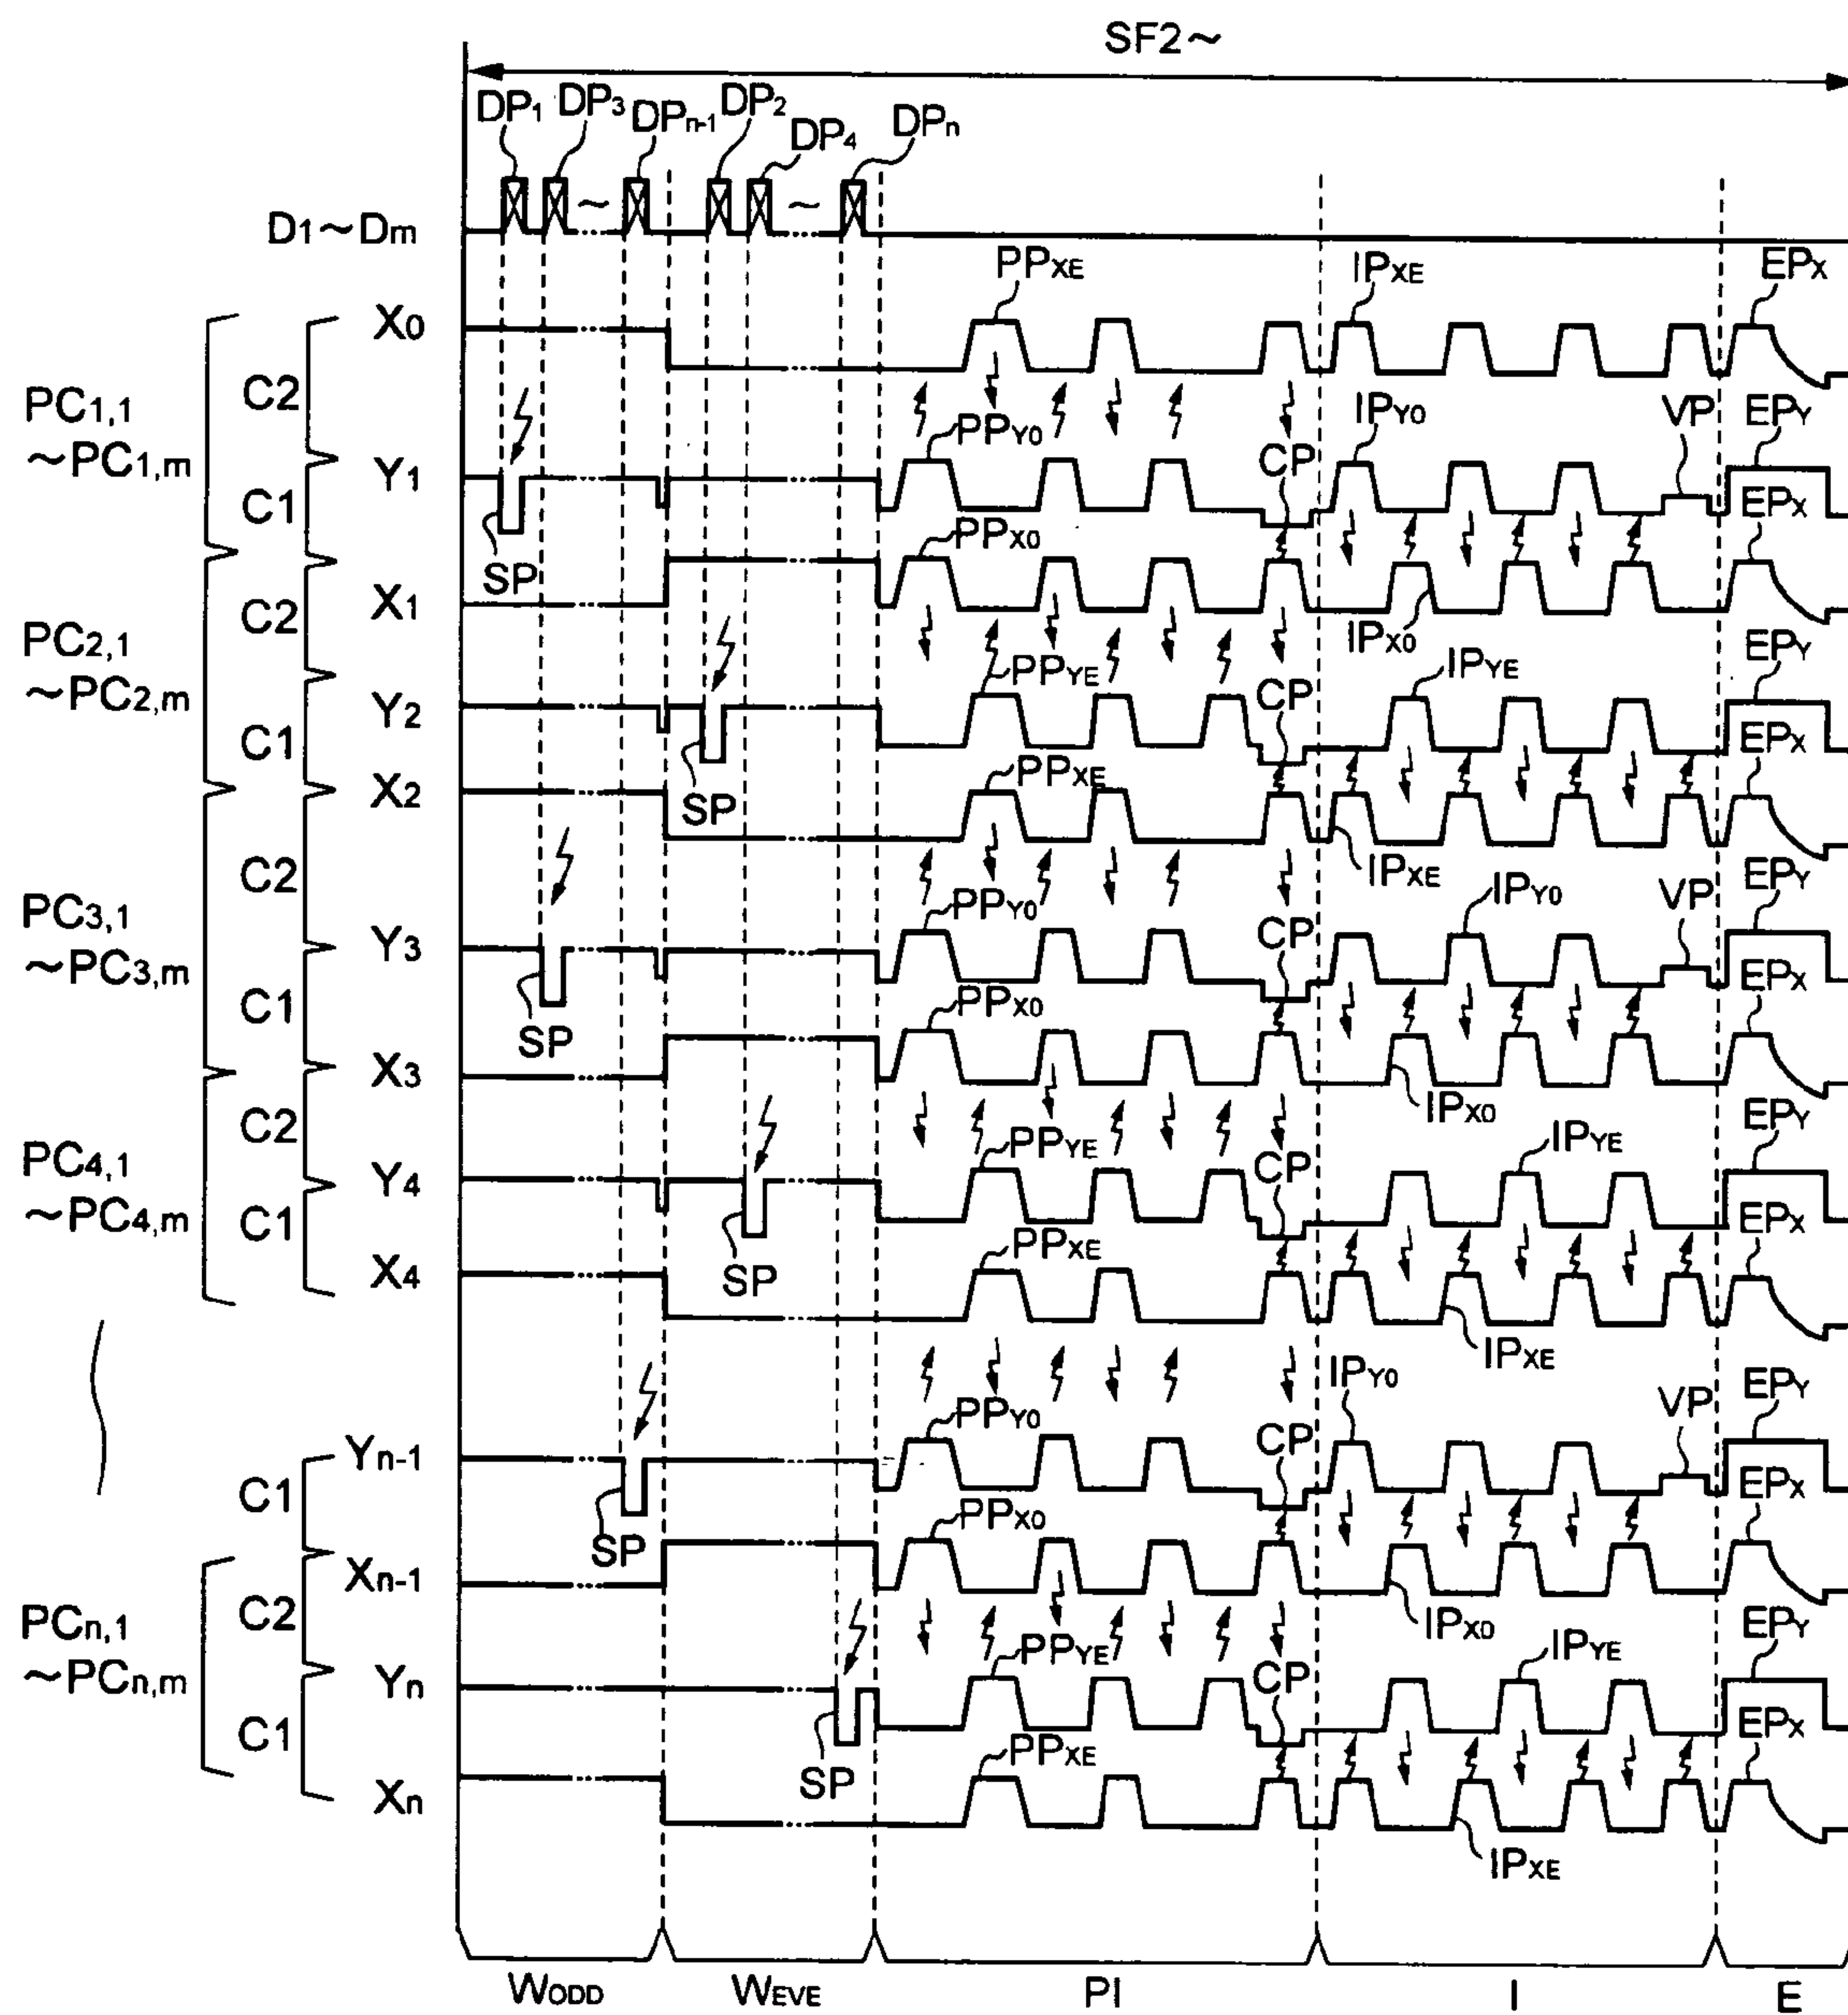 SF2～
DP1 DP3 DPn-1 DP2 DP4 DPn
～ ～
D1～Dm
PPXE IPXE EPX
X0
C2
PC1,1
～PC1,m
PPY0 IPY0 VP EPY
CP
Y1
C1 EPX
PPX0
SP
X1
C2
IPX0
PC2,1
～PC2,m
PPYE IPYE EPY
CP
Y2
C1 EPX
PPXE
X2 SP
C2
IPXE
PC3,1
～PC3,m
PPY0 IPY0 VP EPY
CP
Y3
C1 EPX
PPX0
SP
X3
IPX0
C2
PC4,1
～PC4,m
PPYE IPYE EPY
CP
Y4
C1 EPX
PPXE
X4 SP
IPXE
IPY0 VP EPY
PPY0
CP
Yn-1
C1 EPX
PPX0
SP
Xn-1
C2
IPX0
PCn,1
～PCn,m
PPYE IPYE EPY
CP
Yn
C1 EPX
PPXE
SP
Xn
IPXE
WODD WEVE PI I E